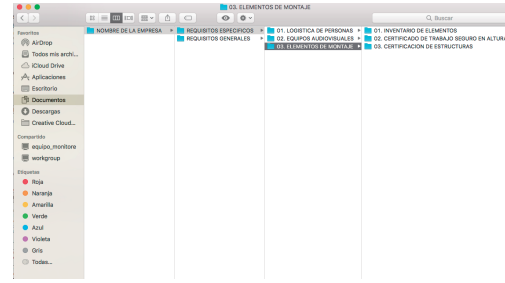 03. ELEMENTOS DE MONTAJE
Buscar
Favoritos
AirDrop
Todos mis archi...
iCloud Drive
Aplicaciones
Escritorio
Documentos
Descargas
Creative Cloud...
Compartido
equipo_monitore
workgroup
Etiquetas
Roja
Naranja
Amarilla
Verde
Azul
Violeta
Gris
Todas...
NOMBRE DE LA EMPRESA
REQUISITOS ESPECIFICOS
REQUISITOS GENERALES
01. LOGISTICA DE PERSONAS
02. EQUIPOS AUDIOVISUALES
03. ELEMENTOS DE MONTAJE
01. INVENTARIO DE ELEMENTOS
02. CERTIFICADO DE TRABAJO SEGURO EN ALTURA
03. CERTIFICACION DE ESTRUCTURAS